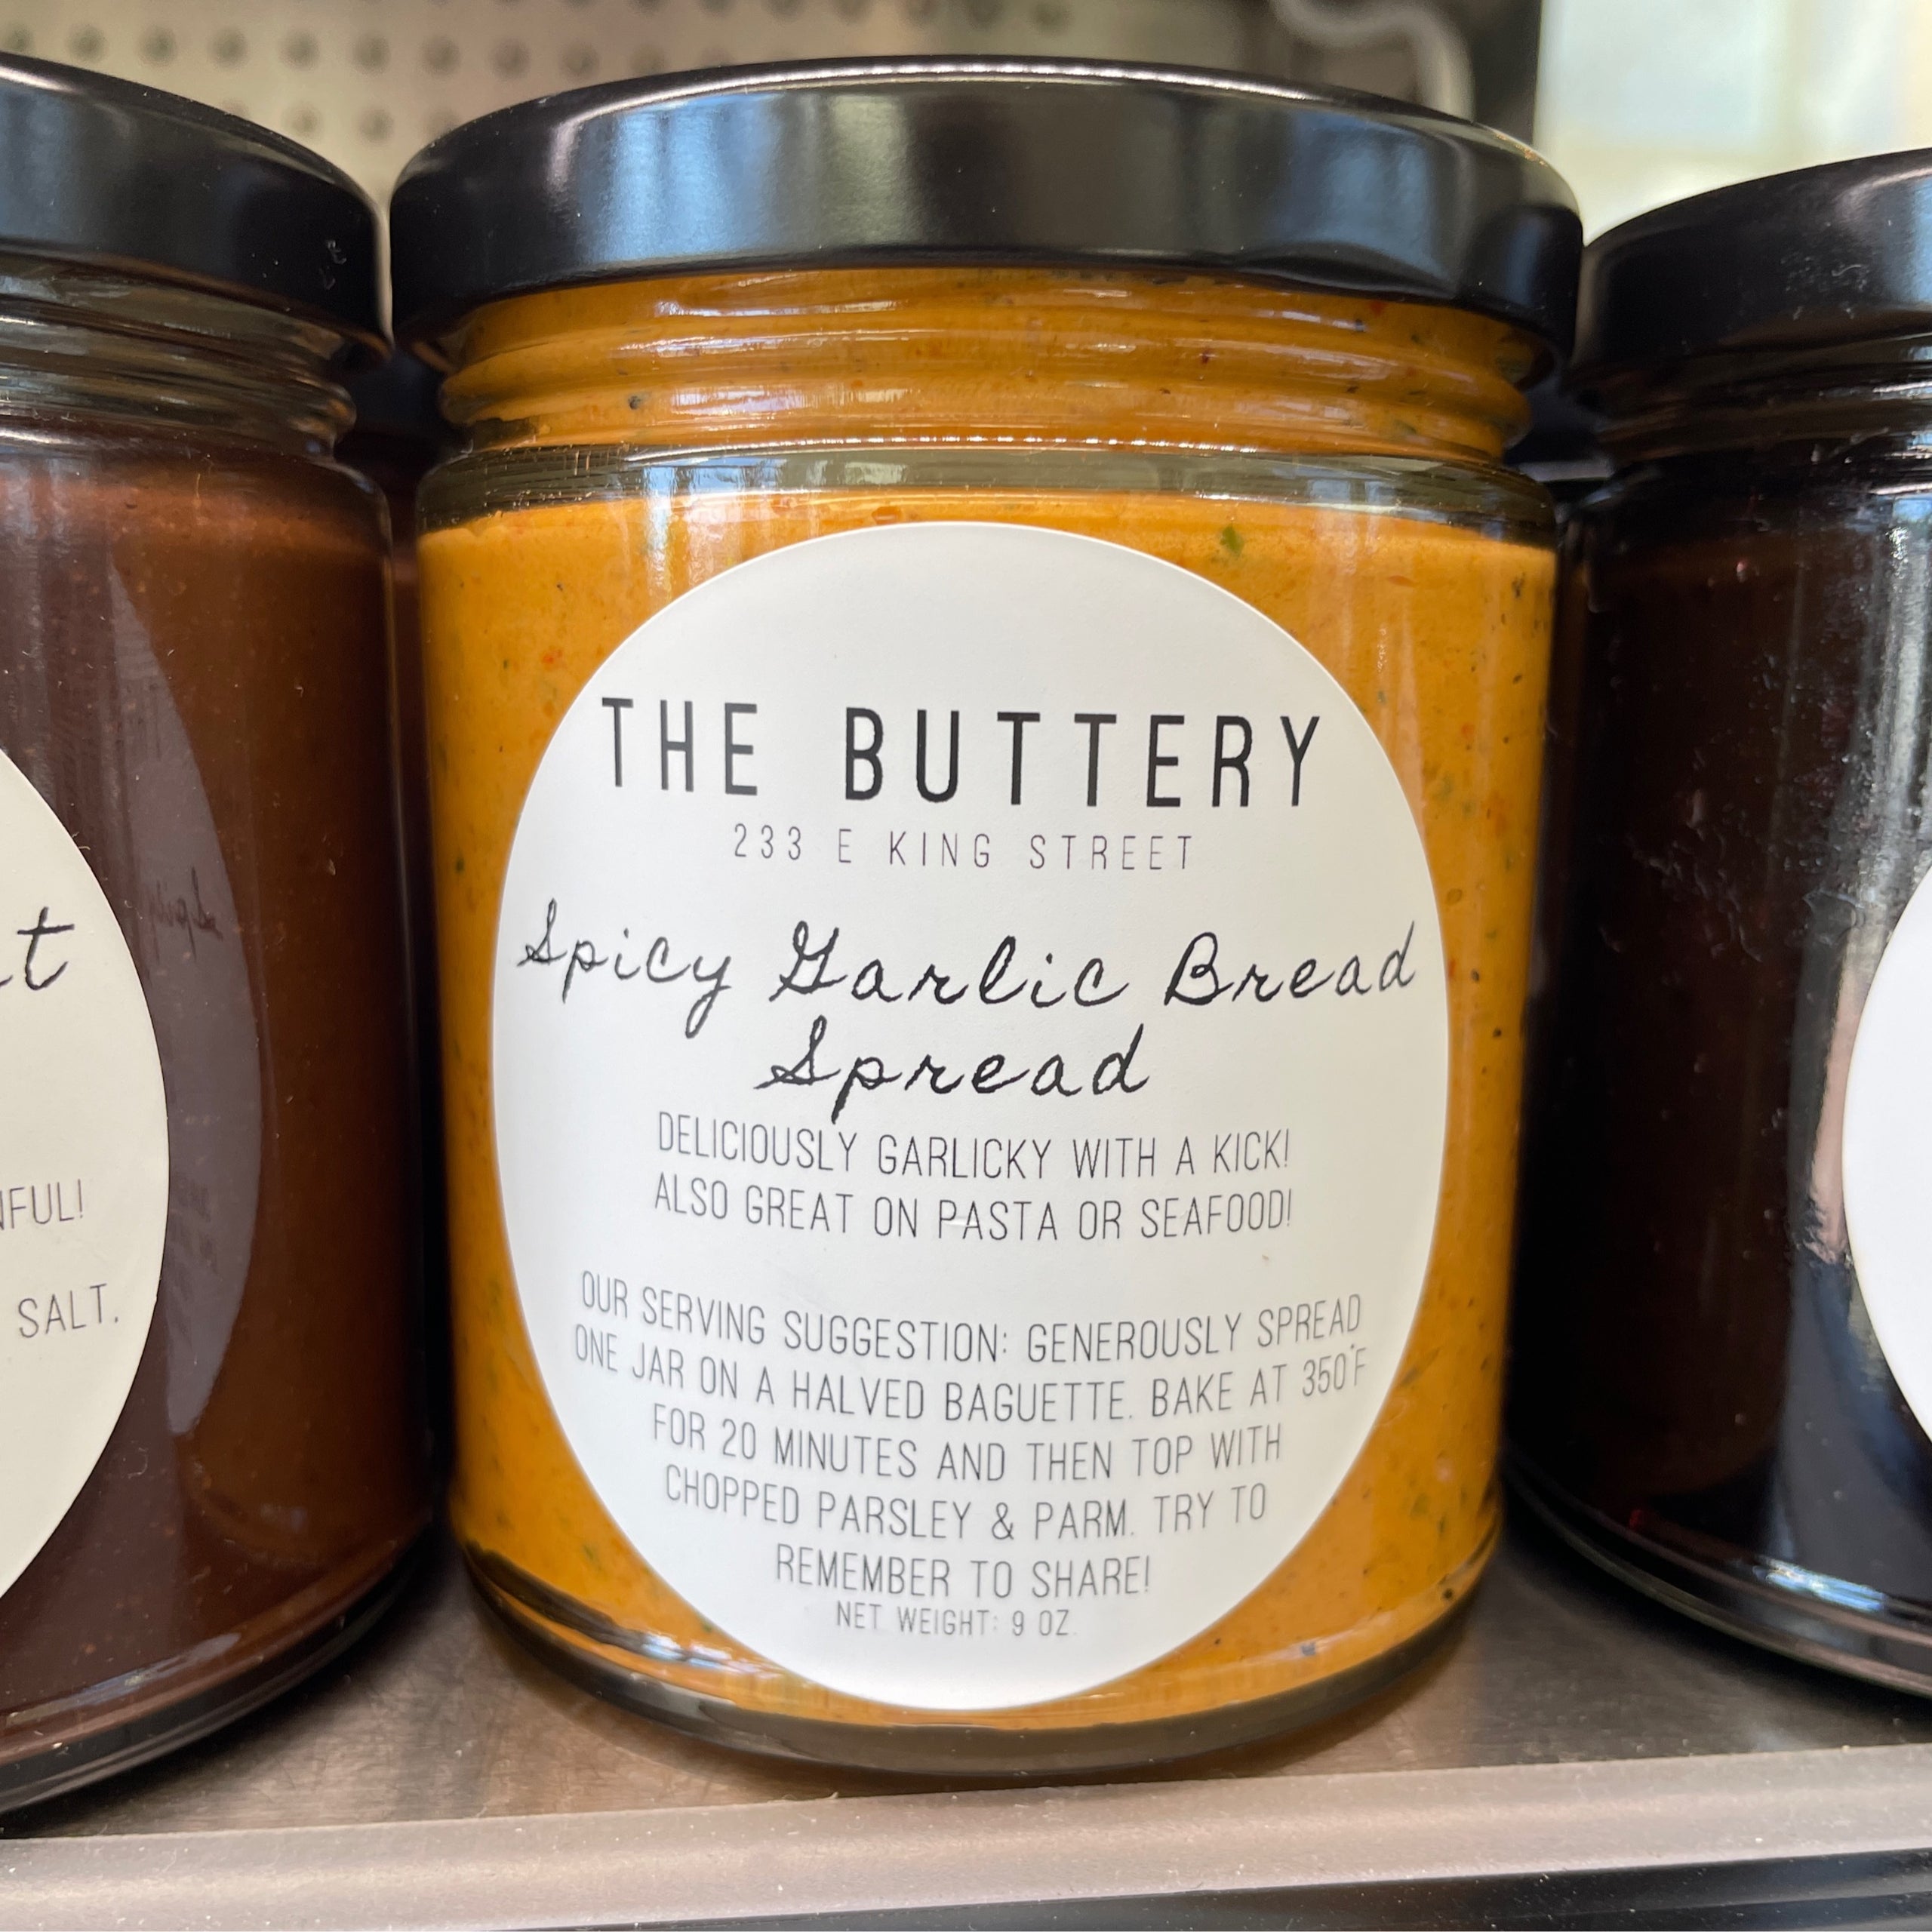 THE BUTTERY
233 E KING STREET
Spicy Garlic Bread
Spread
DELICIOUSLY GARLICKY WITH A KICK!
ALSO GREAT ON PASTA OR SEAFOOD!
OUR SERVING SUGGESTION: GENEROUSLY SPREAD
ONE JAR ON A HALVED BAGUETTE. BAKE AT 350°F
FOR 20 MINUTES AND THEN TOP WITH
CHOPPED PARSLEY & PARM. TRY TO
REMEMBER TO SHARE!
NET WEIGHT: 9 OZ.
SALT.